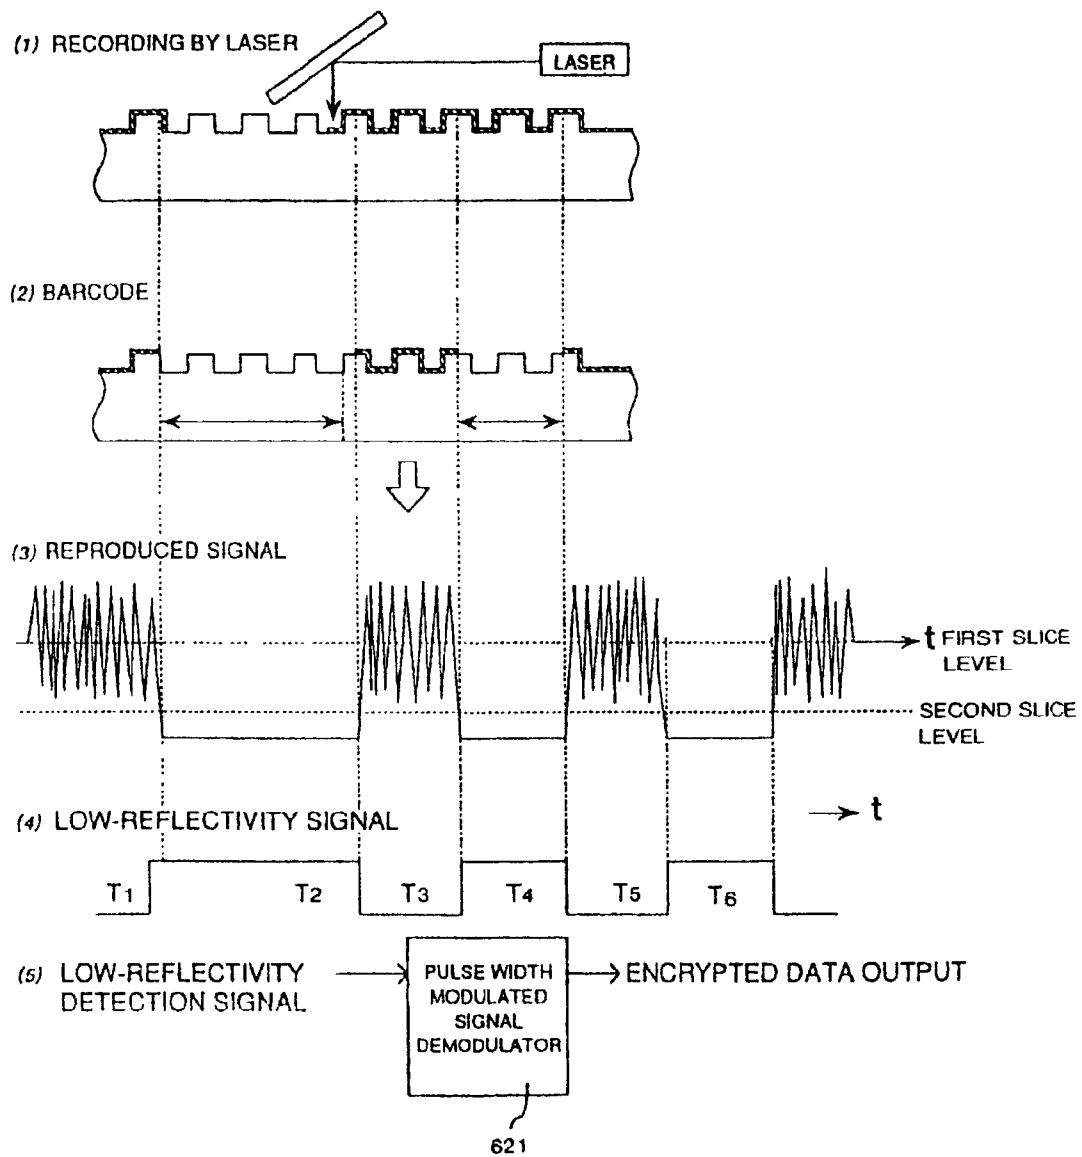 (1) RECORDING BY LASER
LASER
(2) BARCODE
(3) REPRODUCED SIGNAL
t FIRST SLICE
LEVEL
SECOND SLICE
LEVEL
(4) LOW-REFLECTIVITY SIGNAL
t
T1 T2 T3 T4 T5 T6
(5) LOW-REFLECTIVITY
DETECTION SIGNAL
PULSE WIDTH
MODULATED
SIGNAL
DEMODULATOR
ENCRYPTED DATA OUTPUT
621